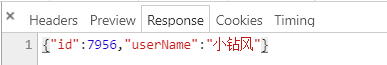 Headers Preview Response Cookies Timing
1 {"id":7956,"userName":"小钻风"}